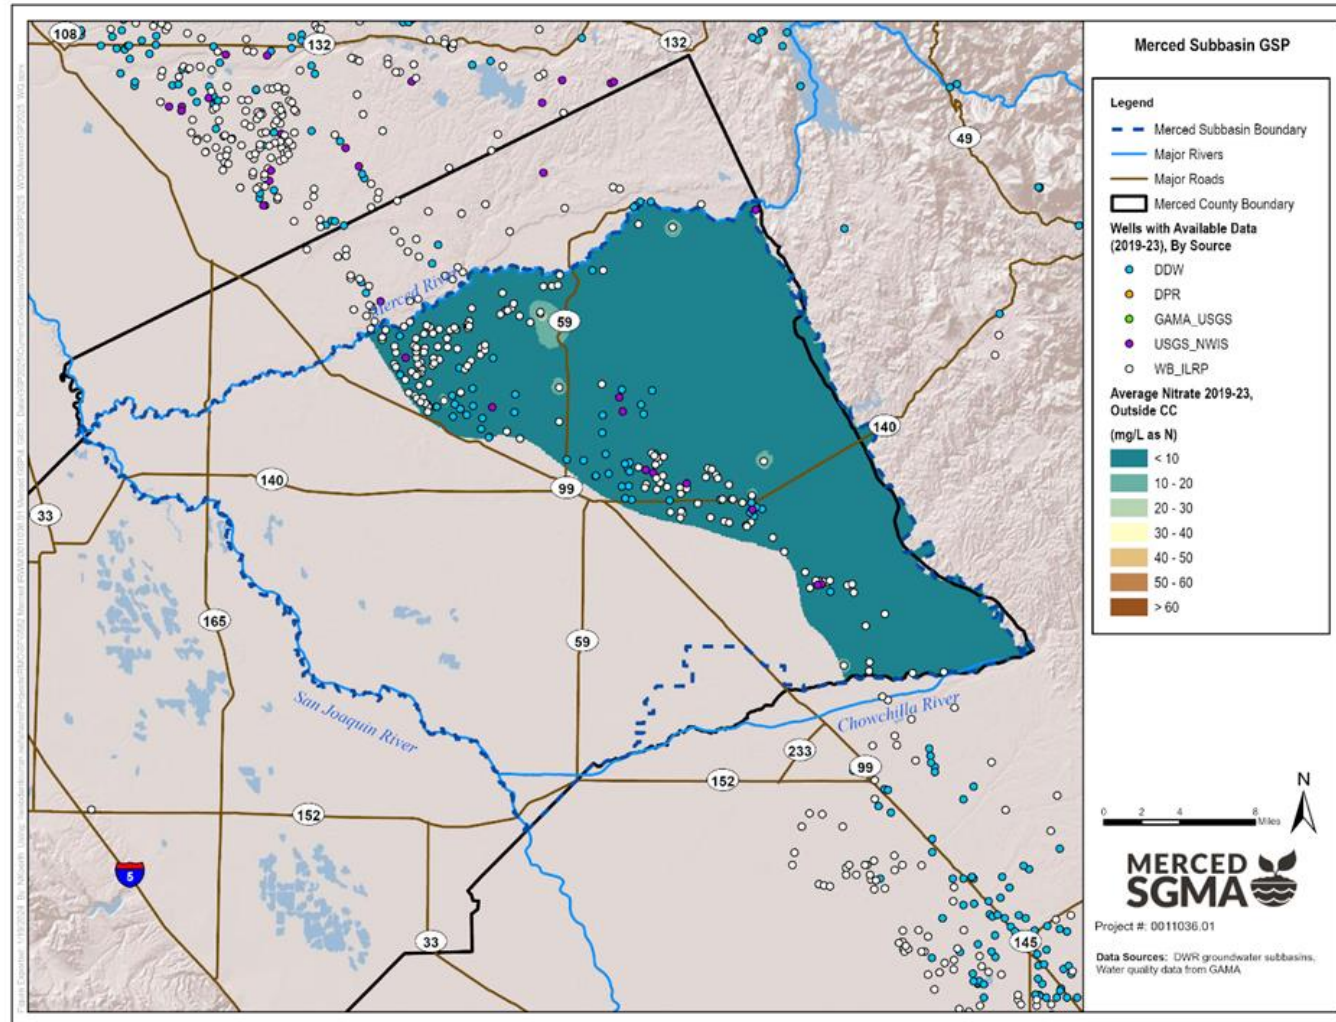 108
132
132
49
Merced River
59
140
140
99
33
165
59
San Joaquin River
Chowchilla River
233
99
152
152
5
33
145
Merced Subbasin GSP
Legend
Merced Subbasin Boundary
Major Rivers
Major Roads
Merced County Boundary
Wells with Available Data
(2019-23), By Source
DDW
DPR
GAMA_USGS
USGS_NWIS
WB_ILRP
Average Nitrate 2019-23,
Outside CC
(mg/L as N)
< 10
10 - 20
20 - 30
30 - 40
40 - 50
50 - 60
> 60
N
0 2 4 8
Miles
MERCED
SGMA
Project #: 0011036.01
Data Sources: DWR groundwater subbasins,
Water quality data from GAMA